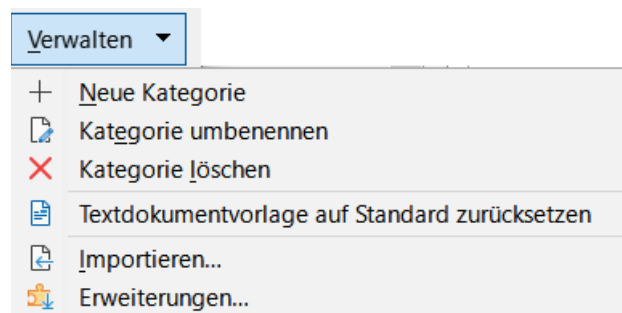 Verwalten
Neue Kategorie
Kategorie umbenennen
Kategorie löschen
Textdokumentvorlage auf Standard zurücksetzen
Importieren...
Erweiterungen...